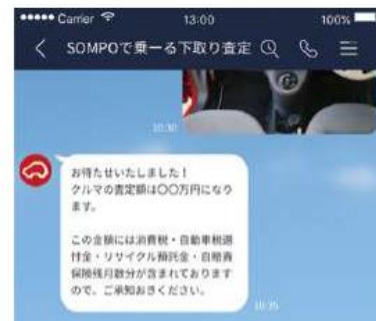 Carrier 13:00 100%
SOMPOで乗ーる下取り査定
10:30
お待たせいたしました！
クルマの査定額は〇〇万円になり
ます。
この金額には消費税・自動車税還
付金・リサイクル預託金・自賠責
保険残月数分が含まれております
ので、ご承知おきください。
10:35